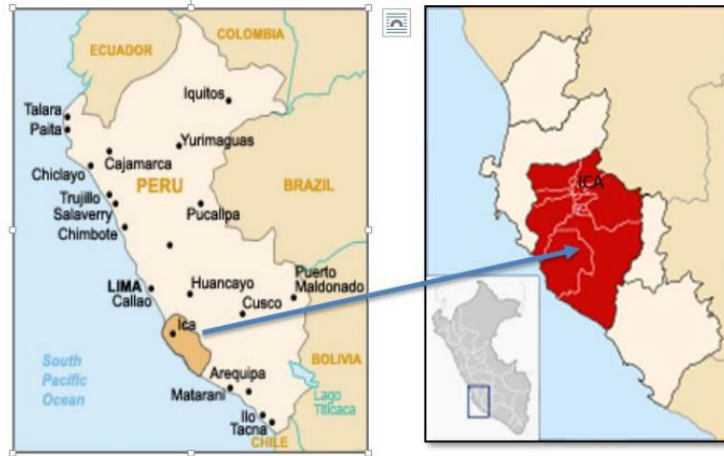 COLOMBIA
ECUADOR
Iquitos
Talara
Paita
Yurimaguas
Cajamarca
Chiclayo
PERU
BRAZIL
Trujillo
Salaverry
Pucallpa
Chimbote
Huancayo
Puerto
Maldonado
LIMA
Callao
Cusco
Ica
South
Pacific
Ocean
BOLIVIA
Arequipa
Matarani
Lago
Titicaca
Ilo
Tacna
CHILE
ICA